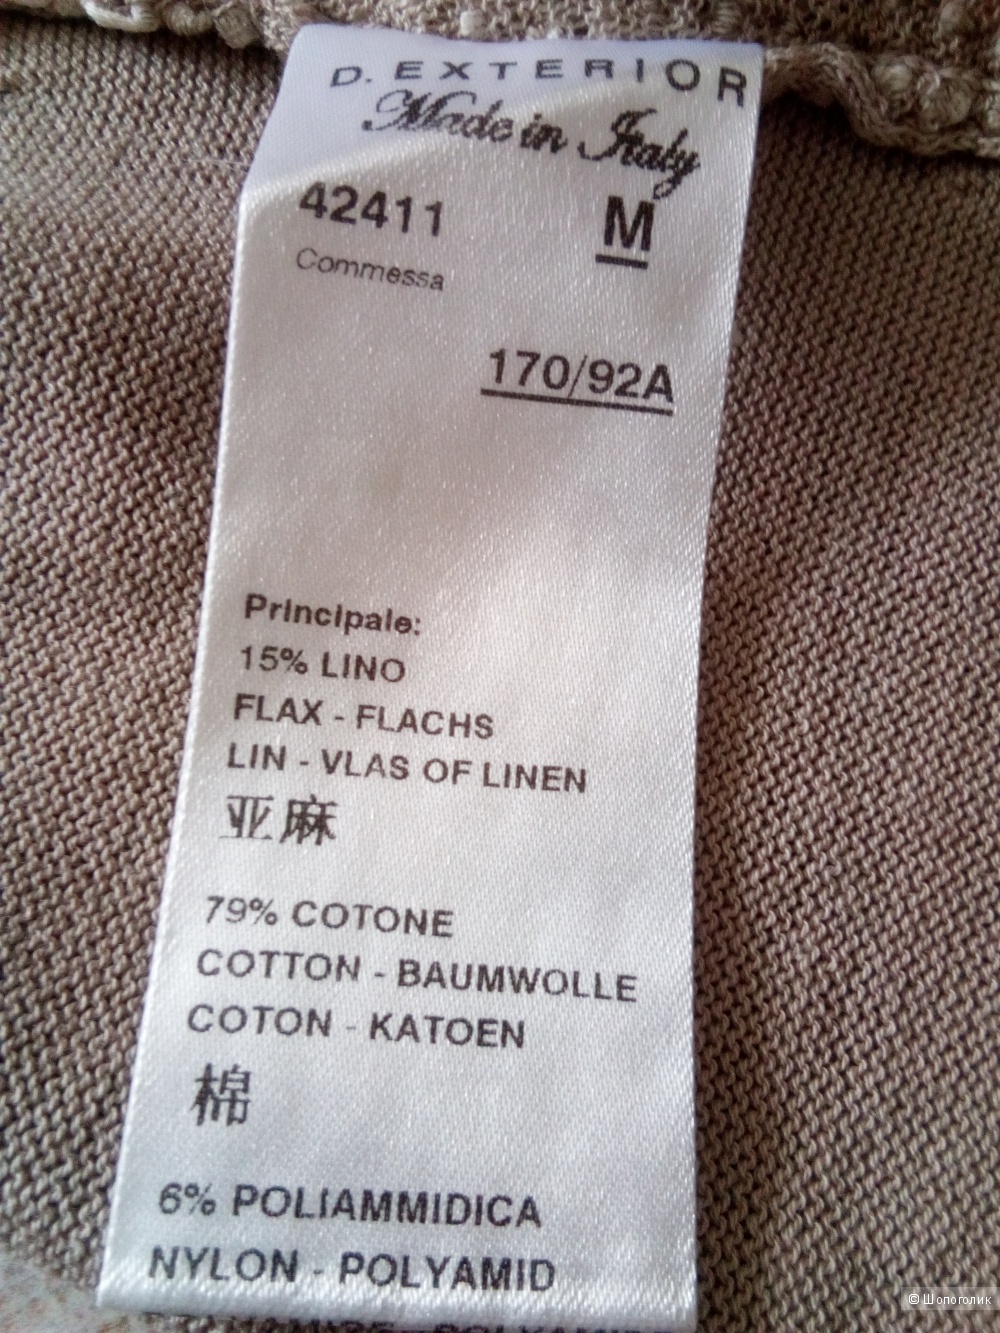 D. EXTERIOR
Made in Italy
42411 M
Commessa
170/92A
Principale:
15% LINO
FLAX - FLACHS
LIN - VLAS OF LINEN
亚麻
79% COTONE
COTTON - BAUMWOLLE
COTON - KATOEN
棉
6% POLIAMMIDICA
NYLON - POLYAMID
© Шопоголик